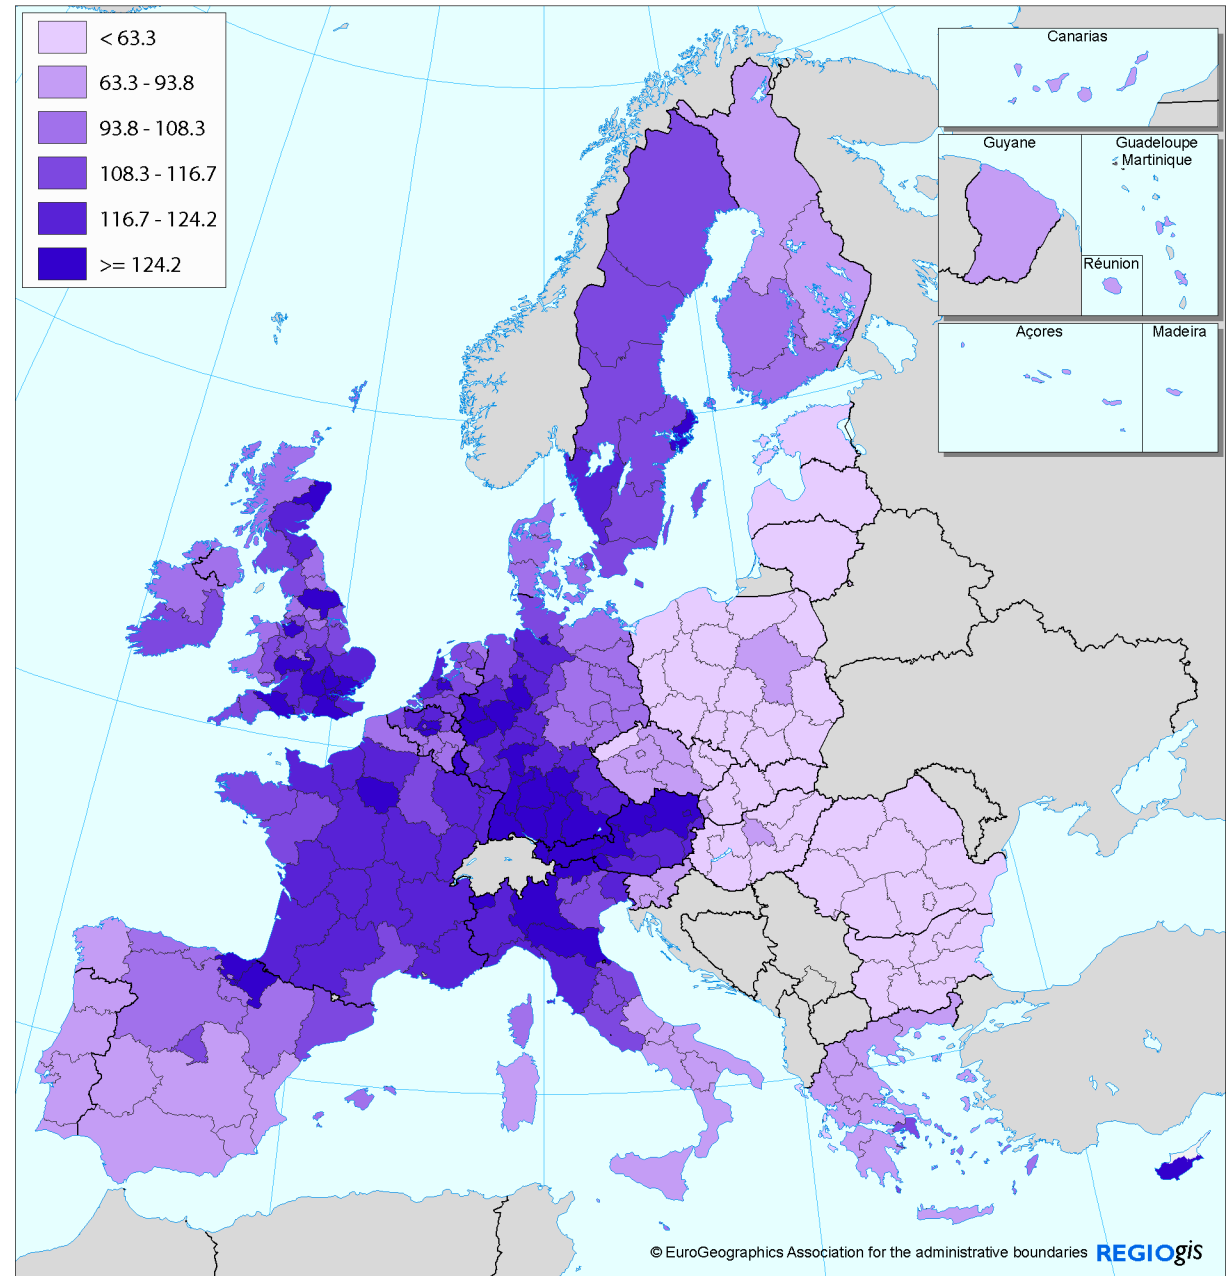 < 63.3
63.3 - 93.8
93.8 - 108.3
108.3 - 116.7
116.7 - 124.2
>= 124.2
Canarias
Guyane
Guadeloupe
Martinique
Réunion
Açores
Madeira
© EuroGeographics Association for the administrative boundaries
REGIOgis